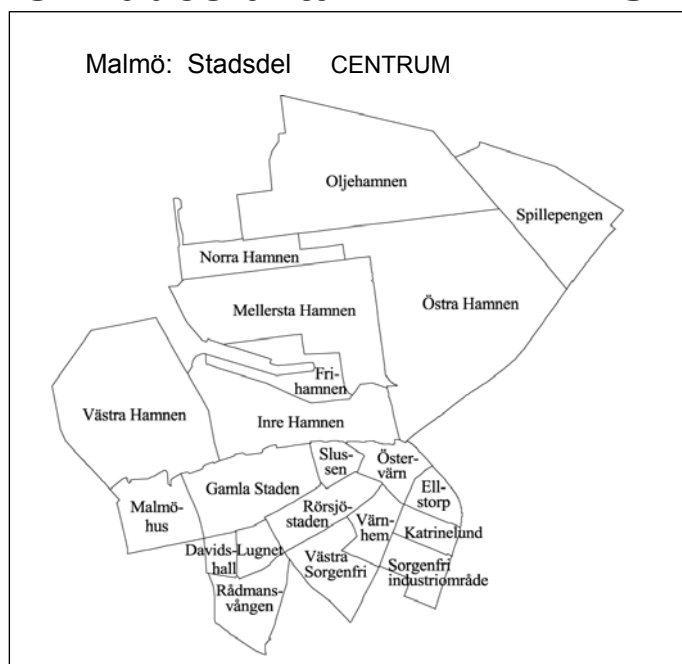 Malmö: Stadsdel CENTRUM
Oljehamnen
Spillepengen
Norra Hamnen
Mellersta Hamnen
Östra Hamnen
Fri-
hamnen
Västra Hamnen
Inre Hamnen
Slus-
sen
Öster-
värn
Gamla Staden
Ell-
storp
Malmö-
hus
Rörsjö-
staden
Värn-
hem
Katrinelund
Davids-
hall
Lugnet
Västra
Sorgenfri
Sorgenfri
industriområde
Rådmans-
vången